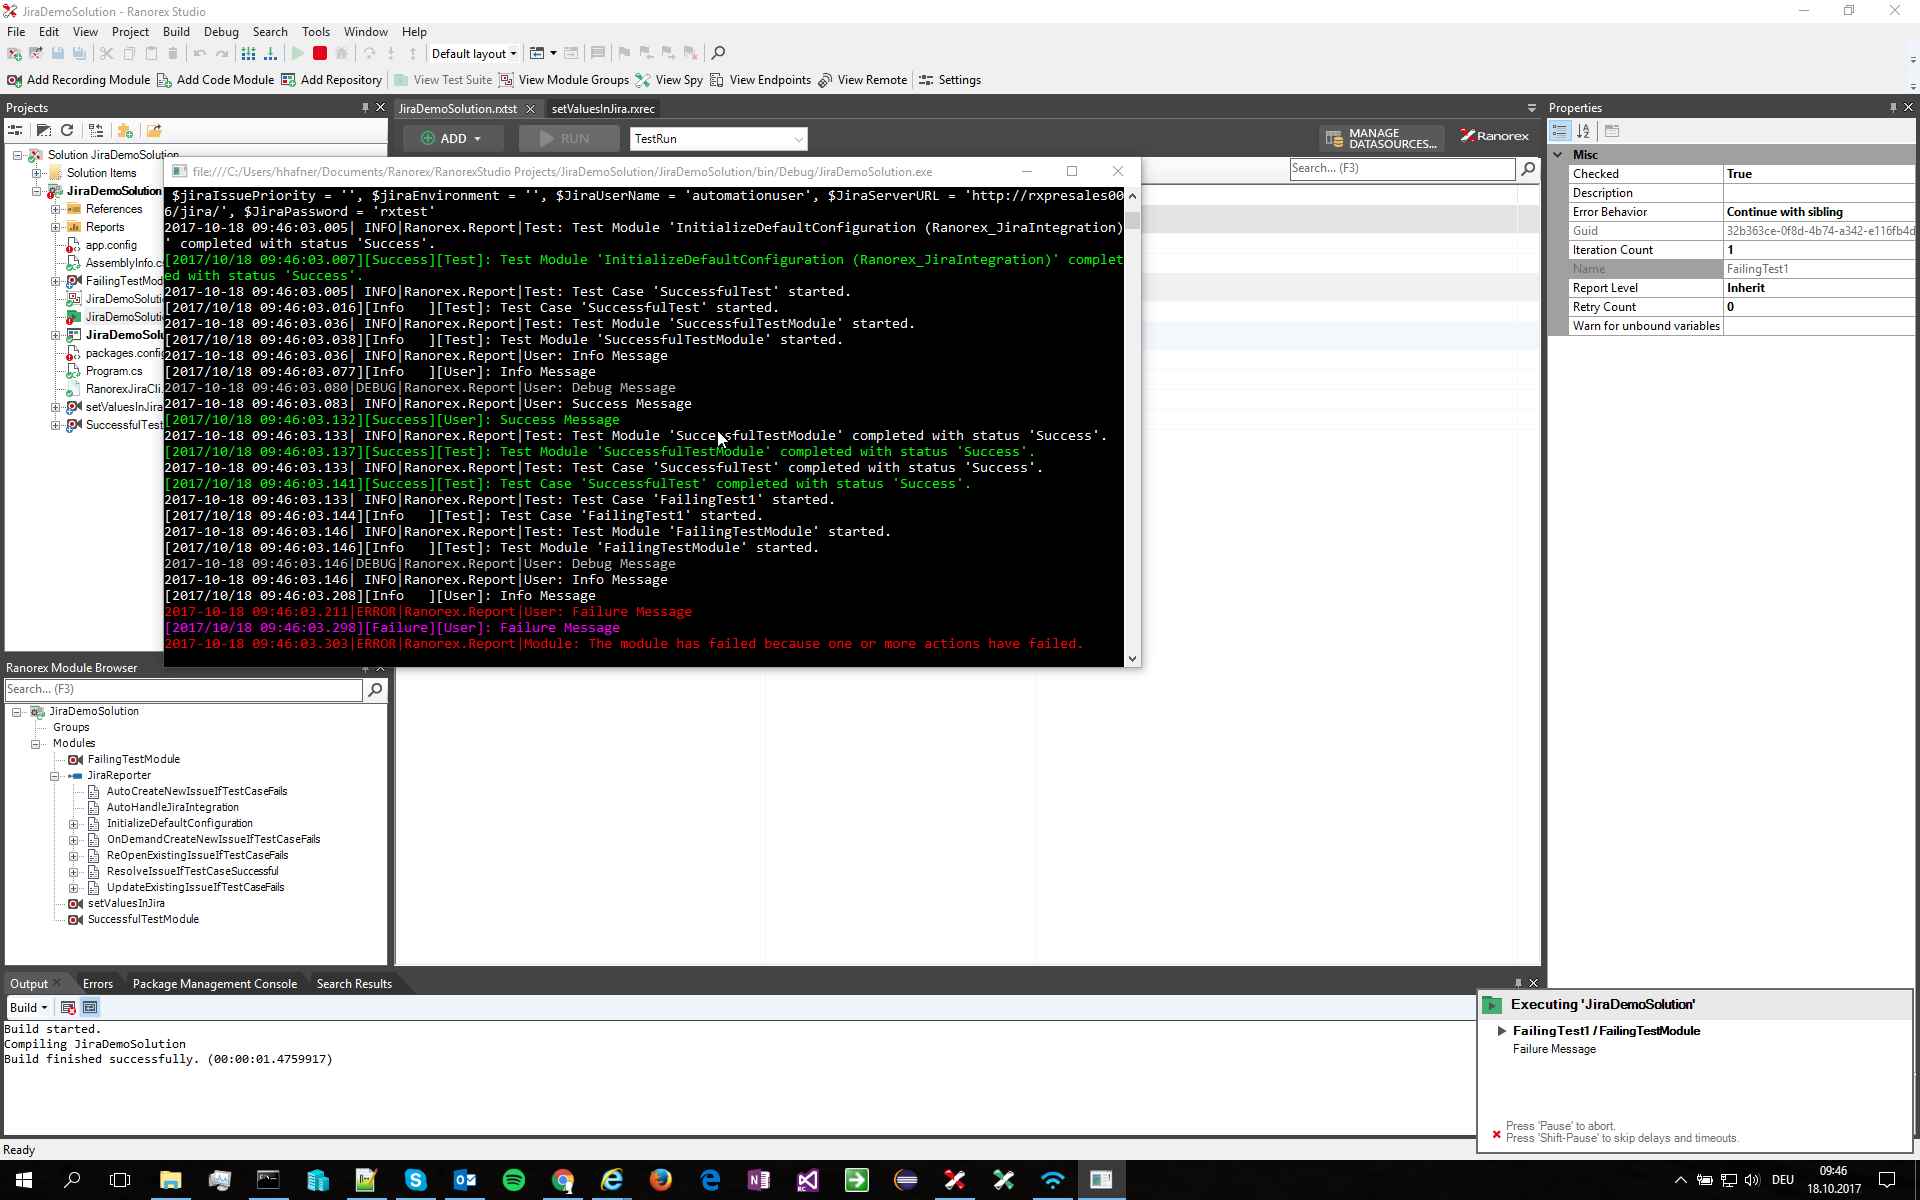 JiraDemoSolution - Ranorex Studio
File Edit View Project Build Debug Search Tools Window Help
Default layout
Add Recording Module Add Code Module Add Repository View Test Suite View Module Groups View Spy View Endpoints View Remote Settings
Projects
JiraDemoSolution.rxtst setValuesInJira.rxrec
Properties
ADD RUN TestRun MANAGE DATASOURCES... Ranorex
Search... (F3)
Solution JiraDemoSolution
Solution Items
JiraDemoSolution
References
Reports
app.config
AssemblyInfo.cs
FailingTestMod
JiraDemoSoluti
JiraDemoSoluti
JiraDemoSolu
packages.config
Program.cs
RanorexJiraCli.
setValuesInJira
SuccessfulTest
file:///C:/Users/hhafner/Documents/Ranorex/RanorexStudio Projects/JiraDemoSolution/JiraDemoSolution/bin/Debug/JiraDemoSolution.exe
$jiraIssuePriority = '', $jiraEnvironment = '', $JiraUserName = 'automationuser', $JiraServerURL = 'http://rxpresales00
6/jira/', $JiraPassword = 'rxtest'
2017-10-18 09:46:03.005| INFO|Ranorex.Report|Test: Test Module 'InitializeDefaultConfiguration (Ranorex_JiraIntegration)
' completed with status 'Success'.
[2017/10/18 09:46:03.007][Success][Test]: Test Module 'InitializeDefaultConfiguration (Ranorex_JiraIntegration)' complet
ed with status 'Success'.
2017-10-18 09:46:03.005| INFO|Ranorex.Report|Test: Test Case 'SuccessfulTest' started.
[2017/10/18 09:46:03.016][Info   ][Test]: Test Case 'SuccessfulTest' started.
2017-10-18 09:46:03.036| INFO|Ranorex.Report|Test: Test Module 'SuccessfulTestModule' started.
[2017/10/18 09:46:03.038][Info   ][Test]: Test Module 'SuccessfulTestModule' started.
2017-10-18 09:46:03.036| INFO|Ranorex.Report|User: Info Message
[2017/10/18 09:46:03.077][Info   ][User]: Info Message
2017-10-18 09:46:03.080|DEBUG|Ranorex.Report|User: Debug Message
2017-10-18 09:46:03.083| INFO|Ranorex.Report|User: Success Message
[2017/10/18 09:46:03.132][Success][User]: Success Message
2017-10-18 09:46:03.133| INFO|Ranorex.Report|Test: Test Module 'SuccessfulTestModule' completed with status 'Success'.
[2017/10/18 09:46:03.137][Success][Test]: Test Module 'SuccessfulTestModule' completed with status 'Success'.
2017-10-18 09:46:03.133| INFO|Ranorex.Report|Test: Test Case 'SuccessfulTest' completed with status 'Success'.
[2017/10/18 09:46:03.141][Success][Test]: Test Case 'SuccessfulTest' completed with status 'Success'.
2017-10-18 09:46:03.133| INFO|Ranorex.Report|Test: Test Case 'FailingTest1' started.
[2017/10/18 09:46:03.144][Info   ][Test]: Test Case 'FailingTest1' started.
2017-10-18 09:46:03.146| INFO|Ranorex.Report|Test: Test Module 'FailingTestModule' started.
[2017/10/18 09:46:03.146][Info   ][Test]: Test Module 'FailingTestModule' started.
2017-10-18 09:46:03.146|DEBUG|Ranorex.Report|User: Debug Message
2017-10-18 09:46:03.146| INFO|Ranorex.Report|User: Info Message
[2017/10/18 09:46:03.208][Info   ][User]: Info Message
2017-10-18 09:46:03.211|ERROR|Ranorex.Report|User: Failure Message
[2017/10/18 09:46:03.298][Failure][User]: Failure Message
2017-10-18 09:46:03.303|ERROR|Ranorex.Report|Module: The module has failed because one or more actions have failed.
Misc
Checked True
Description
Error Behavior Continue with sibling
Guid 32b363ce-0f8d-4b74-a342-e116fb4d
Iteration Count 1
Name FailingTest1
Report Level Inherit
Retry Count 0
Warn for unbound variables
Ranorex Module Browser
Search... (F3)
JiraDemoSolution
Groups
Modules
FailingTestModule
JiraReporter
AutoCreateNewIssueIfTestCaseFails
AutoHandleJiraIntegration
InitializeDefaultConfiguration
OnDemandCreateNewIssueIfTestCaseFails
ReOpenExistingIssueIfTestCaseFails
ResolveIssueIfTestCaseSuccessful
UpdateExistingIssueIfTestCaseFails
setValuesInJira
SuccessfulTestModule
Output Errors Package Management Console Search Results
Build
Build started.
Compiling JiraDemoSolution
Build finished successfully. (00:00:01.4759917)
Executing 'JiraDemoSolution'
FailingTest1 / FailingTestModule
Failure Message
Press 'Pause' to abort.
Press 'Shift-Pause' to skip delays and timeouts.
Ready
DEU
09:46
18.10.2017